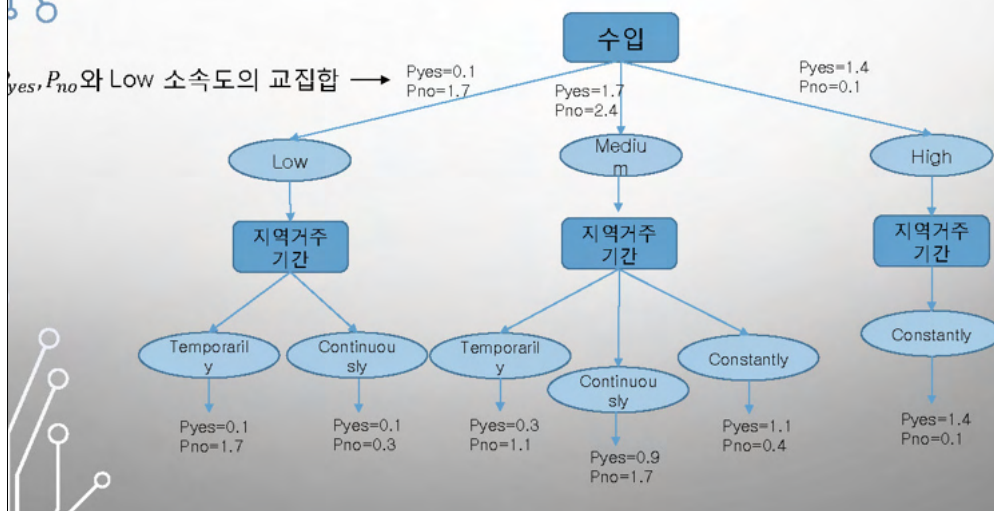 수입
yes, Pno와 Low 소속도의 교집합
Pyes=0.1
Pno=1.7
Pyes=1.7
Pno=2.4
Pyes=1.4
Pno=0.1
Low
Mediu
m
High
지역거주
기간
지역거주
기간
지역거주
기간
Temporaril
y
Continuou
sly
Temporaril
y
Continuou
sly
Constantly
Constantly
Pyes=0.1
Pno=1.7
Pyes=0.1
Pno=0.3
Pyes=0.3
Pno=1.1
Pyes=0.9
Pno=1.7
Pyes=1.1
Pno=0.4
Pyes=1.4
Pno=0.1